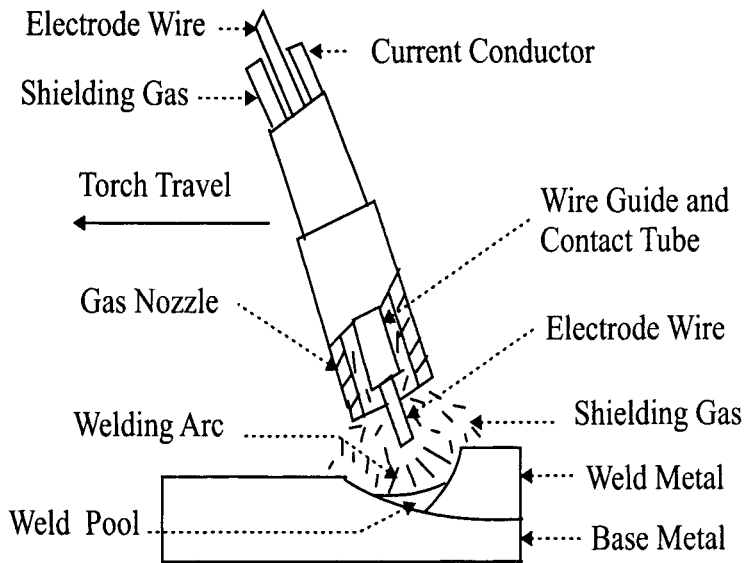 Electrode Wire
Current Conductor
Shielding Gas
Torch Travel
Wire Guide and
Contact Tube
Gas Nozzle
Electrode Wire
Welding Arc
Shielding Gas
Weld Metal
Weld Pool
Base Metal